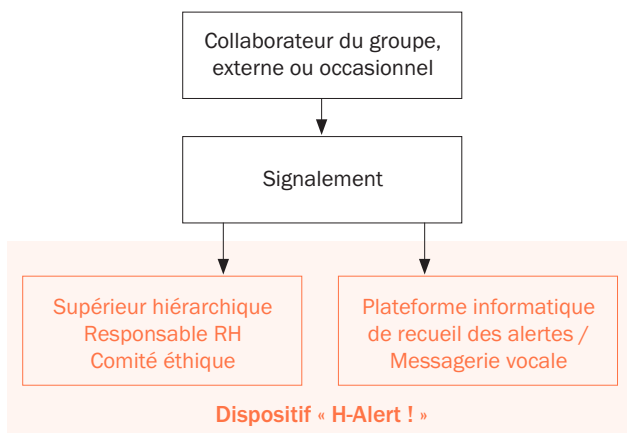 Collaborateur du groupe,
externe ou occasionnel
Signalement
Supérieur hiérarchique
Responsable RH
Comité éthique
Plateforme informatique
de recueil des alertes /
Messagerie vocale
Dispositif « H-Alert ! »